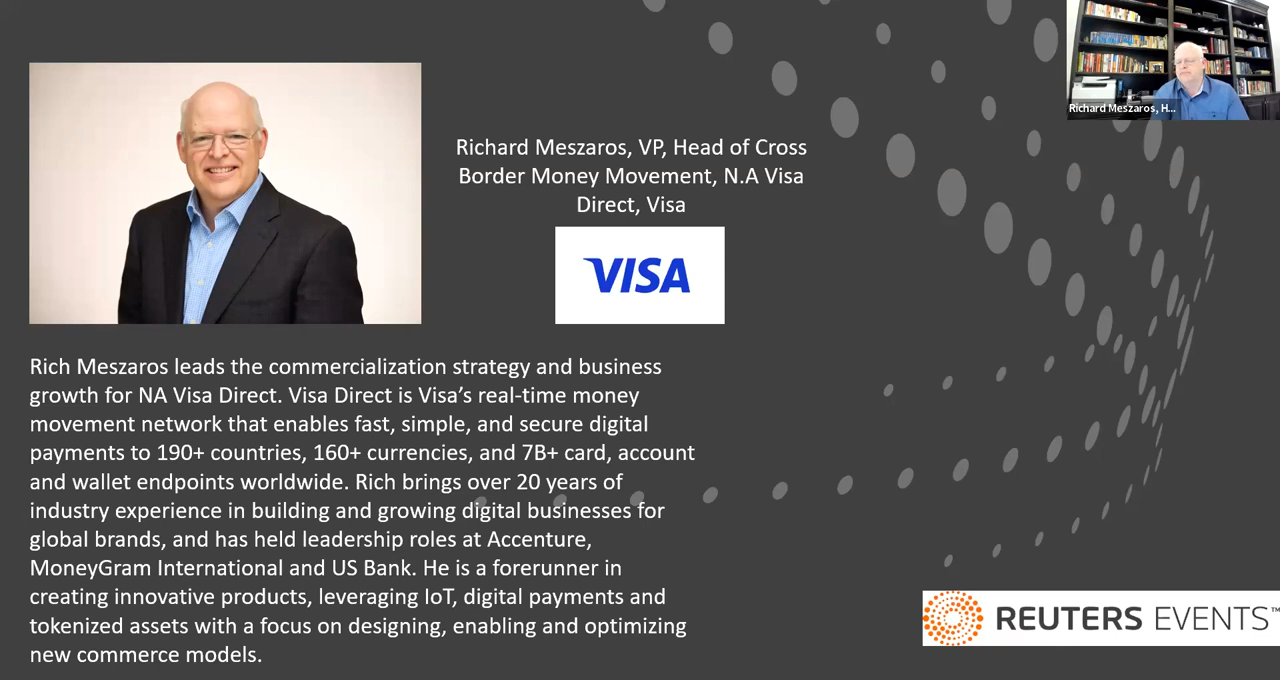 Richard Meszaros, H...
Richard Meszaros, VP, Head of Cross
Border Money Movement, N.A Visa
Direct, Visa
VISA
Rich Meszaros leads the commercialization strategy and business
growth for NA Visa Direct. Visa Direct is Visa’s real-time money
movement network that enables fast, simple, and secure digital
payments to 190+ countries, 160+ currencies, and 7B+ card, account
and wallet endpoints worldwide. Rich brings over 20 years of
industry experience in building and growing digital businesses for
global brands, and has held leadership roles at Accenture,
MoneyGram International and US Bank. He is a forerunner in
creating innovative products, leveraging IoT, digital payments and
tokenized assets with a focus on designing, enabling and optimizing
new commerce models.
REUTERS EVENTS™